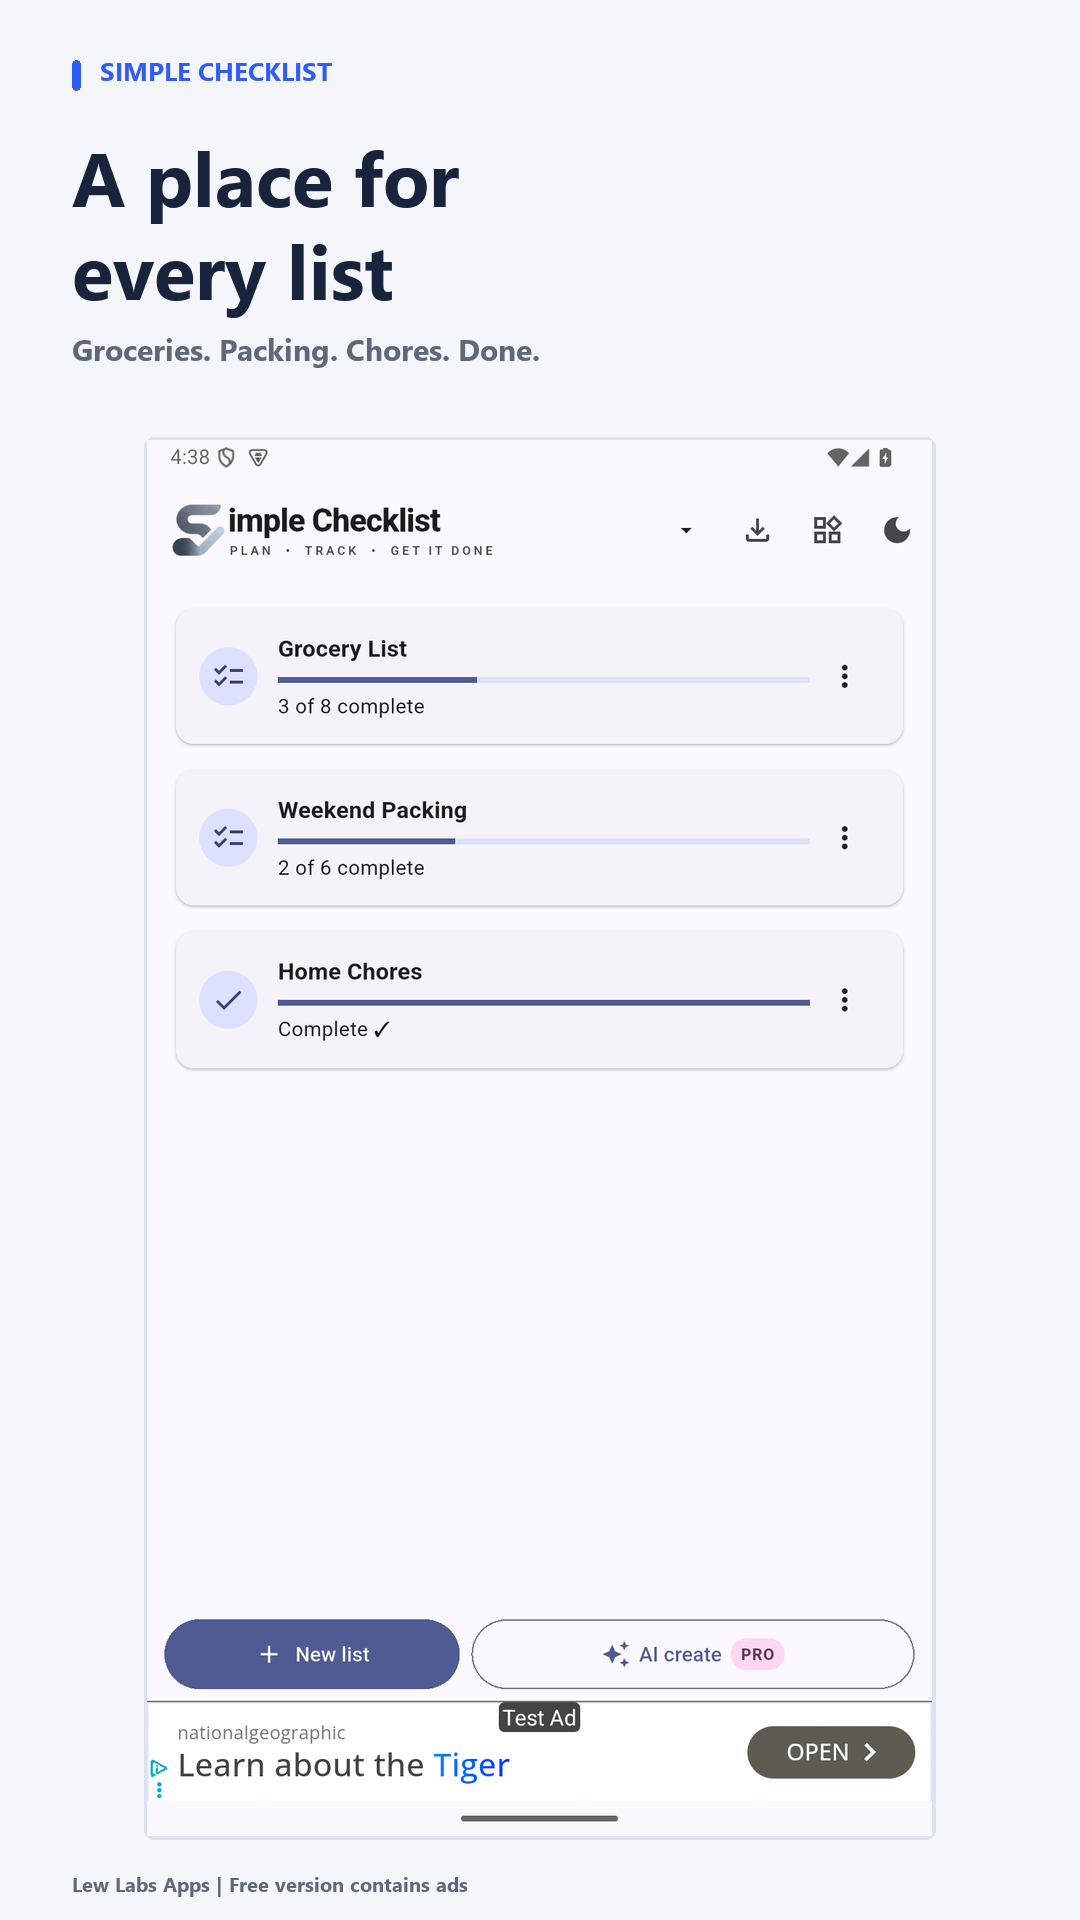 SIMPLE CHECKLIST
A place for
every list
Groceries. Packing. Chores. Done.
4:38
imple Checklist
PLAN • TRACK • GET IT DONE
Grocery List
3 of 8 complete
Weekend Packing
2 of 6 complete
Home Chores
Complete ✓
+ New list
AI create PRO
Test Ad
nationalgeographic
Learn about the Tiger
OPEN
Lew Labs Apps | Free version contains ads